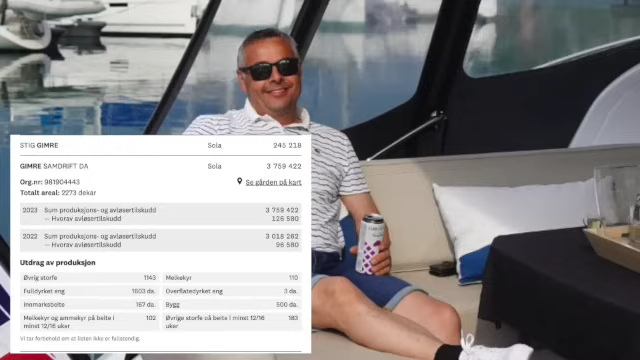 STIG GIMRE Sola 245 218
GIMRE SAMDRIFT DA Sola 3 759 422
Org.nr: 981904443 Se gården på kart
Totalt areal: 2273 dekar
2023 Sum produksjons- og avløsertilskudd 3 759 422
— Hvorav avløsertilskudd 126 580
2022 Sum produksjons- og avløsertilskudd 3 018 262
— Hvorav avløsertilskudd 96 580
Utdrag av produksjon
Øvrig storfe 1143 Melkekyr 110
Fulldyrket eng 1603 da. Overflatedyrket eng 3 da.
Innmarksbeite 167 da. Bygg 500 da.
Melkekyr og ammekyr på beite i 102 Øvrige storfe på beite i minst 12/16 183
minst 12/16 uker uker
Vi tar forbehold om at listen ikke er fullstendig.